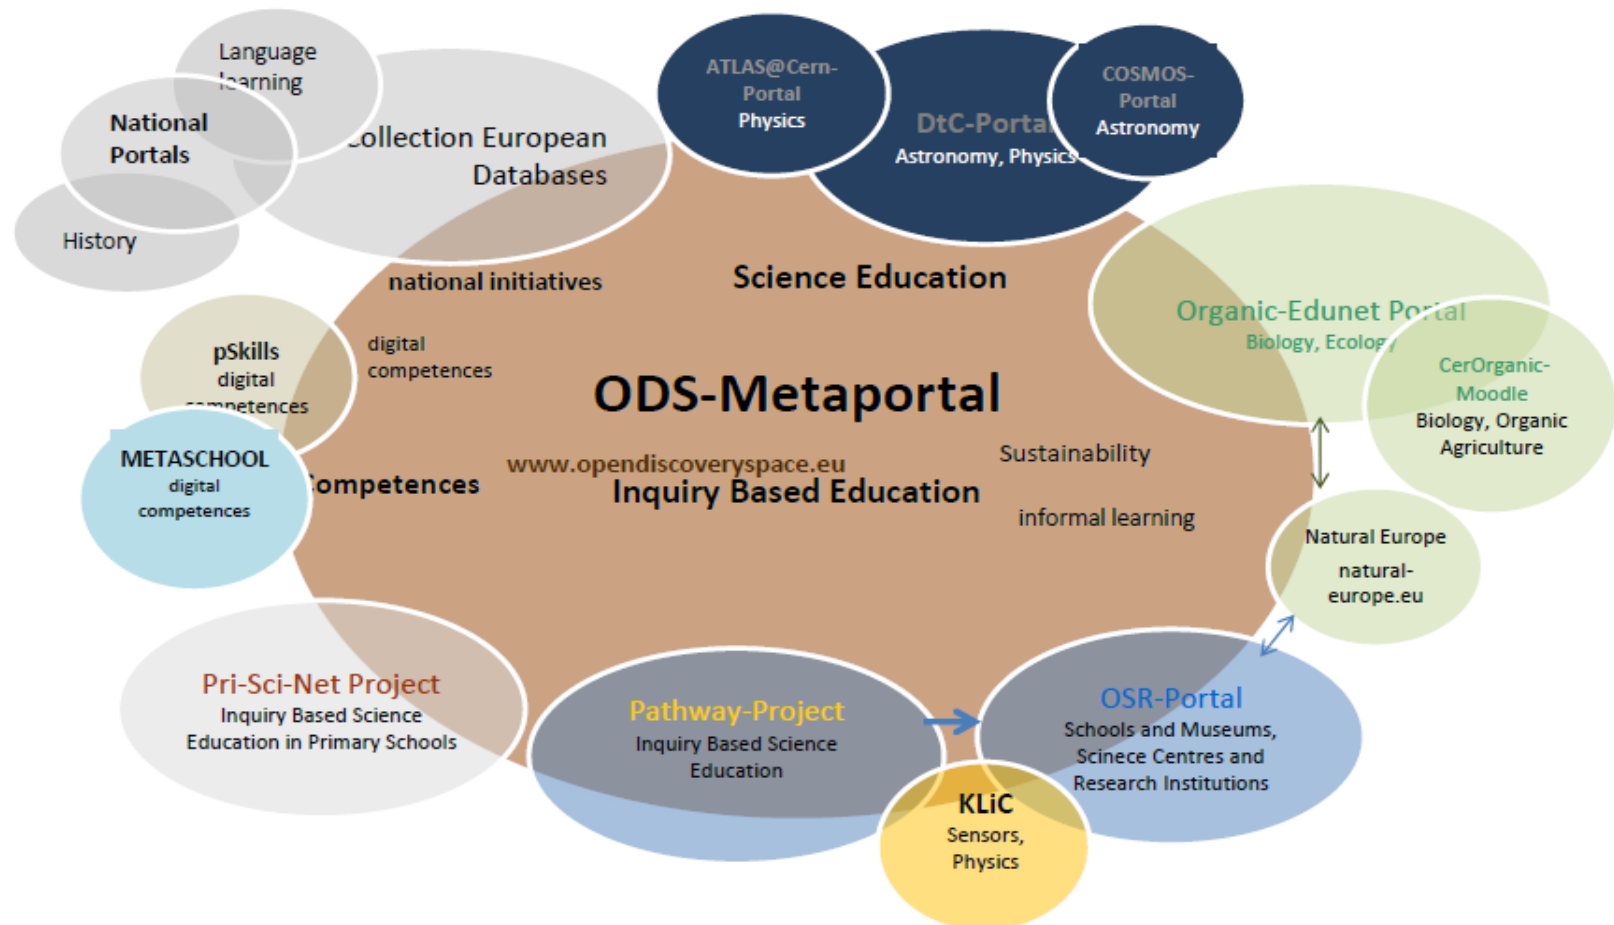 Language
learning
National
Portals
History
Collection European
Databases
ATLAS@Cern-
Portal
Physics
DtC-Portal
Astronomy, Physics
COSMOS-
Portal
Astronomy
national initiatives
Science Education
Organic-Edunet Portal
Biology, Ecology
CerOrganic-
Moodle
Biology, Organic
Agriculture
pSkills
digital
competences
digital
competences
ODS-Metaportal
METASCHOOL
digital
competences
Competences
www.opendiscoveryspace.eu
Inquiry Based Education
Sustainability
informal learning
Natural Europe
natural-
europe.eu
Pri-Sci-Net Project
Inquiry Based Science
Education in Primary Schools
Pathway-Project
Inquiry Based Science
Education
OSR-Portal
Schools and Museums,
Scinece Centres and
Research Institutions
KLiC
Sensors,
Physics